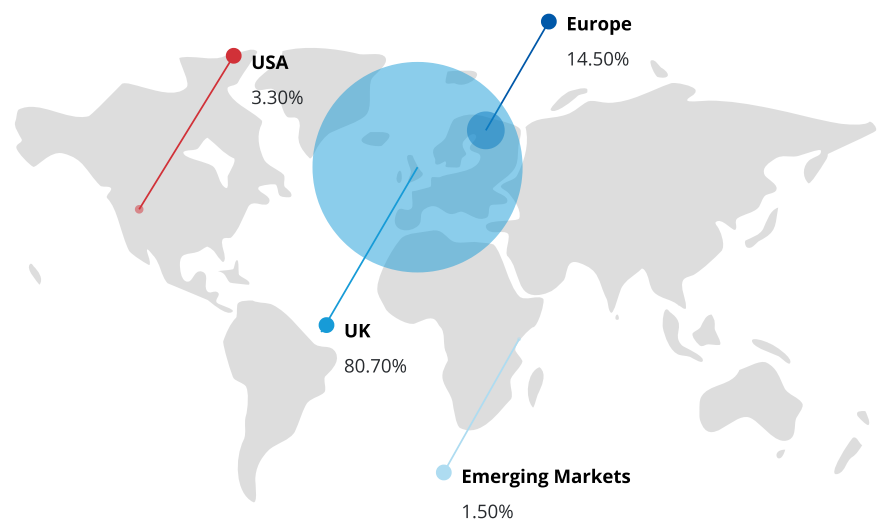 Europe
14.50%
USA
3.30%
UK
80.70%
Emerging Markets
1.50%